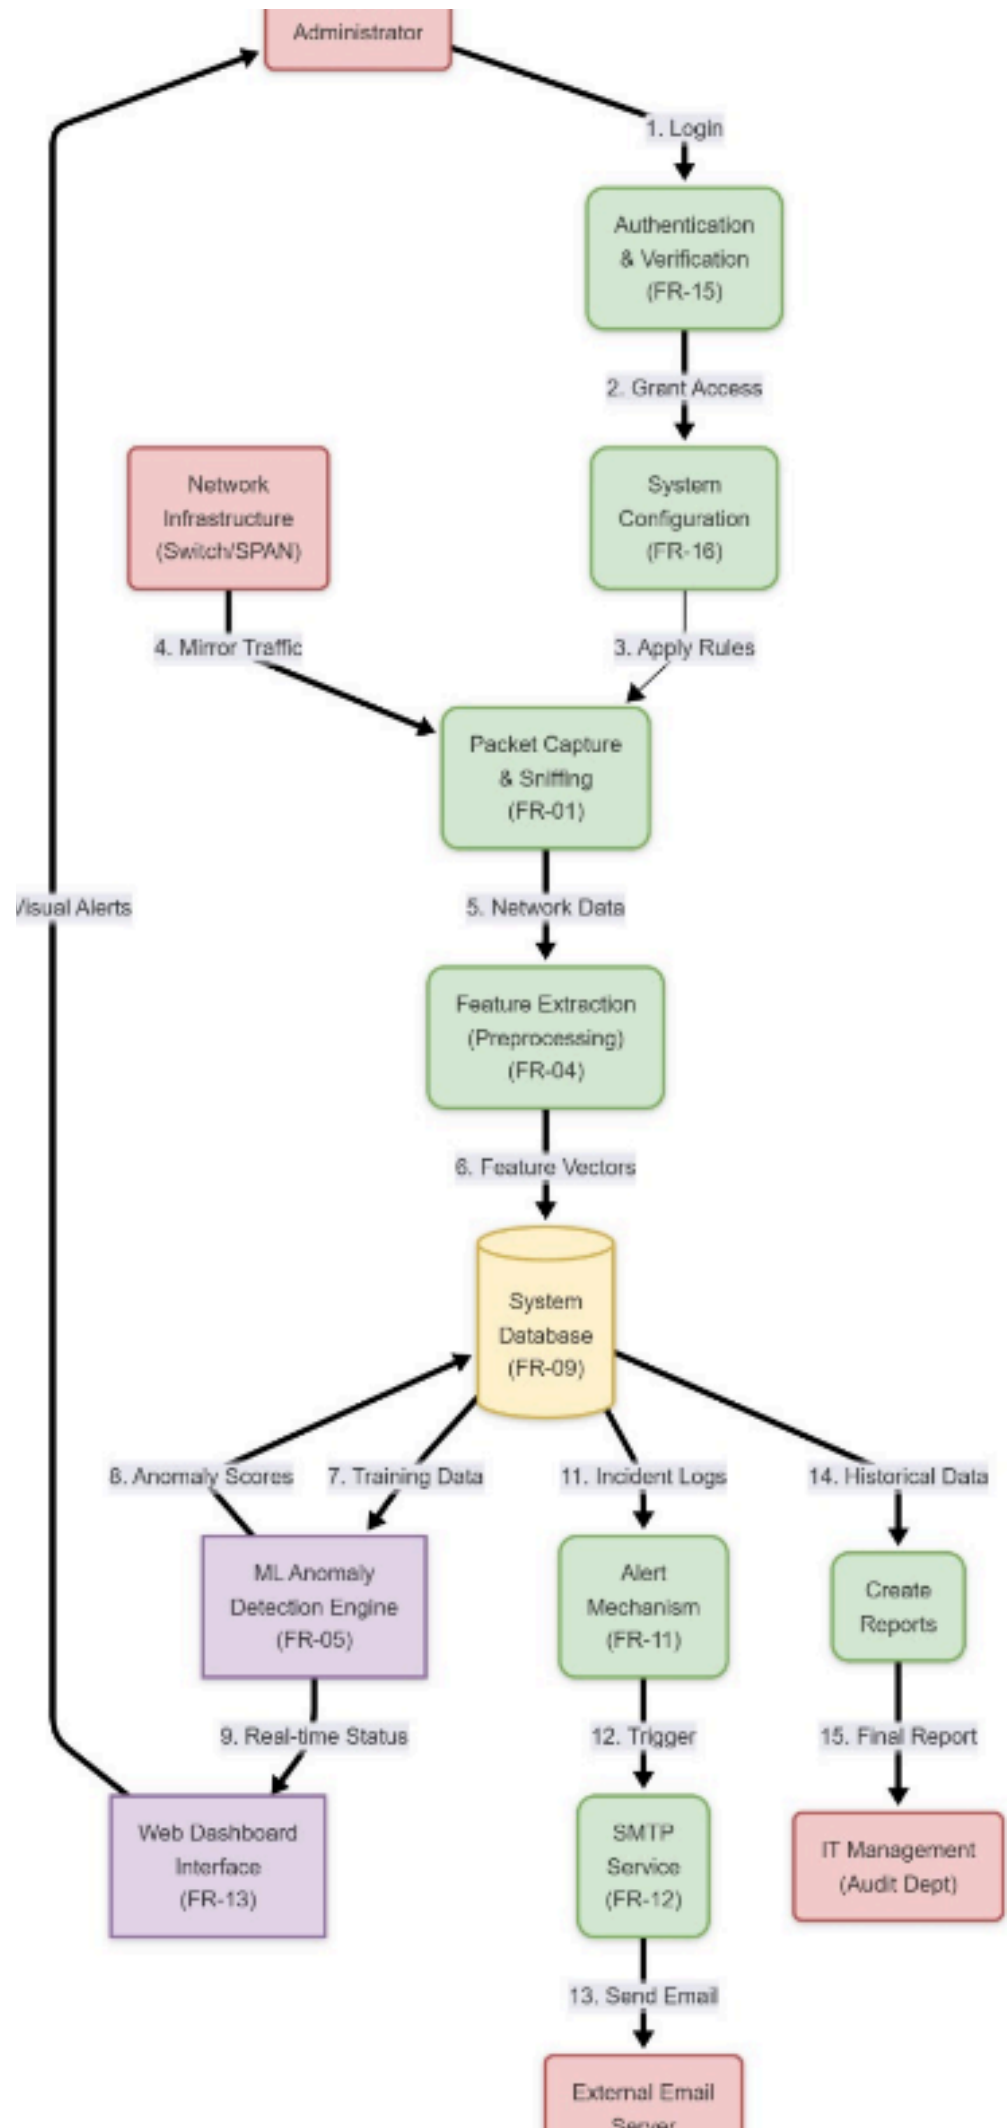 Administrator
1. Login
Authentication
& Verification
(FR-15)
2. Grant Access
Network
Infrastructure
(Switch/SPAN)
System
Configuration
(FR-16)
4. Mirror Traffic
3. Apply Rules
Packet Capture
& Sniffing
(FR-01)
Visual Alerts
5. Network Data
Feature Extraction
(Preprocessing)
(FR-04)
6. Feature Vectors
System
Database
(FR-09)
8. Anomaly Scores
7. Training Data
11. Incident Logs
14. Historical Data
ML Anomaly
Detection Engine
(FR-05)
Alert
Mechanism
(FR-11)
Create
Reports
9. Real-time Status
12. Trigger
15. Final Report
Web Dashboard
Interface
(FR-13)
SMTP
Service
(FR-12)
IT Management
(Audit Dept)
13. Send Email
External Email
Server